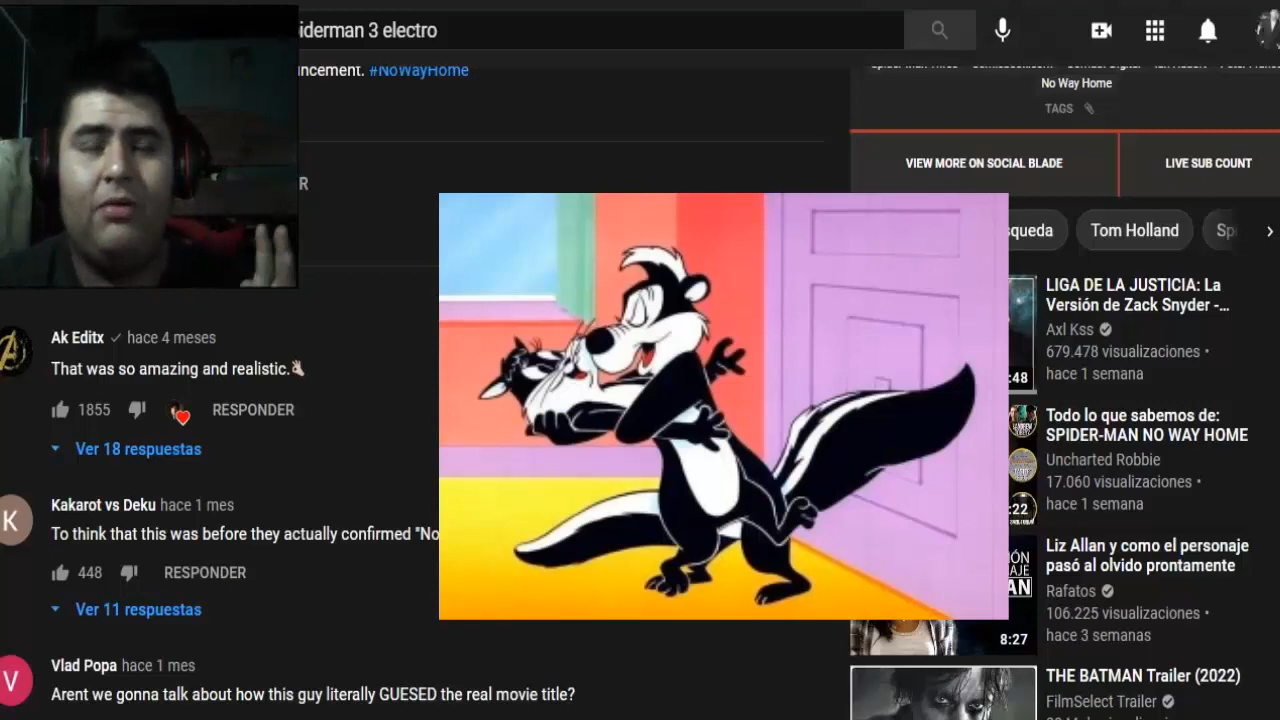 iderman 3 electro
ncement. #NoWayHome
R
No Way Home
TAGS
VIEW MORE ON SOCIAL BLADE
LIVE SUB COUNT
squeda
Tom Holland
Ak Editx hace 4 meses
That was so amazing and realistic.👌🏻
1855 RESPONDER
Ver 18 respuestas
K
Kakarot vs Deku hace 1 mes
To think that this was before they actually confirmed "No
448 RESPONDER
Ver 11 respuestas
V
Vlad Popa hace 1 mes
Arent we gonna talk about how this guy literally GUESED the real movie title?
:48
LIGA DE LA JUSTICIA: La
Versión de Zack Snyder -...
Axl Kss
679.478 visualizaciones •
hace 1 semana
:22
Todo lo que sabemos de:
SPIDER-MAN NO WAY HOME
Uncharted Robbie
17.060 visualizaciones •
hace 1 semana
8:27
Liz Allan y como el personaje
pasó al olvido prontamente
Rafatos
106.225 visualizaciones •
hace 3 semanas
THE BATMAN Trailer (2022)
FilmSelect Trailer